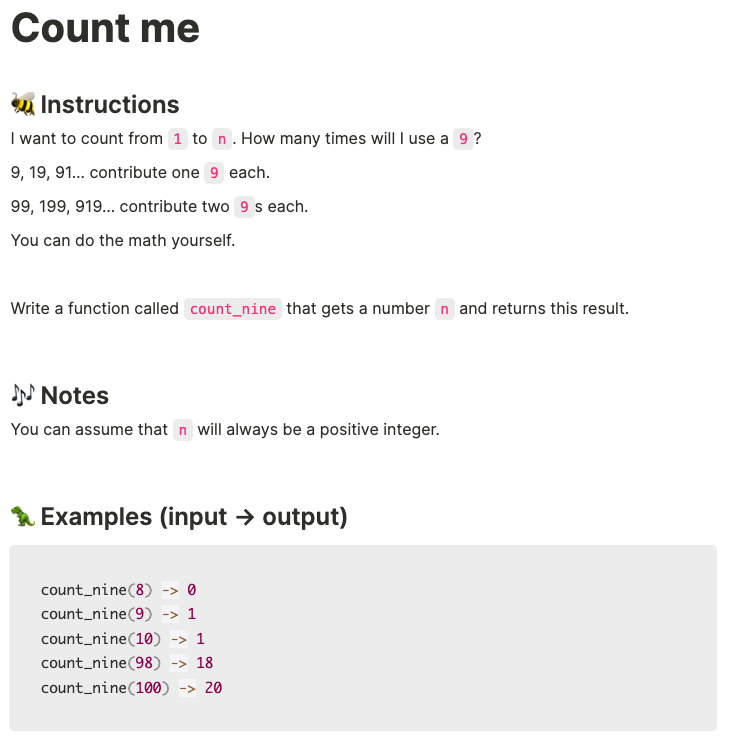 Count me
🐝 Instructions
I want to count from 1 to n. How many times will I use a 9?
9, 19, 91... contribute one 9 each.
99, 199, 919... contribute two 9s each.
You can do the math yourself.
Write a function called count_nine that gets a number n and returns this result.
🎶 Notes
You can assume that n will always be a positive integer.
🦖 Examples (input → output)
count_nine(8) -> 0
count_nine(9) -> 1
count_nine(10) -> 1
count_nine(98) -> 18
count_nine(100) -> 20